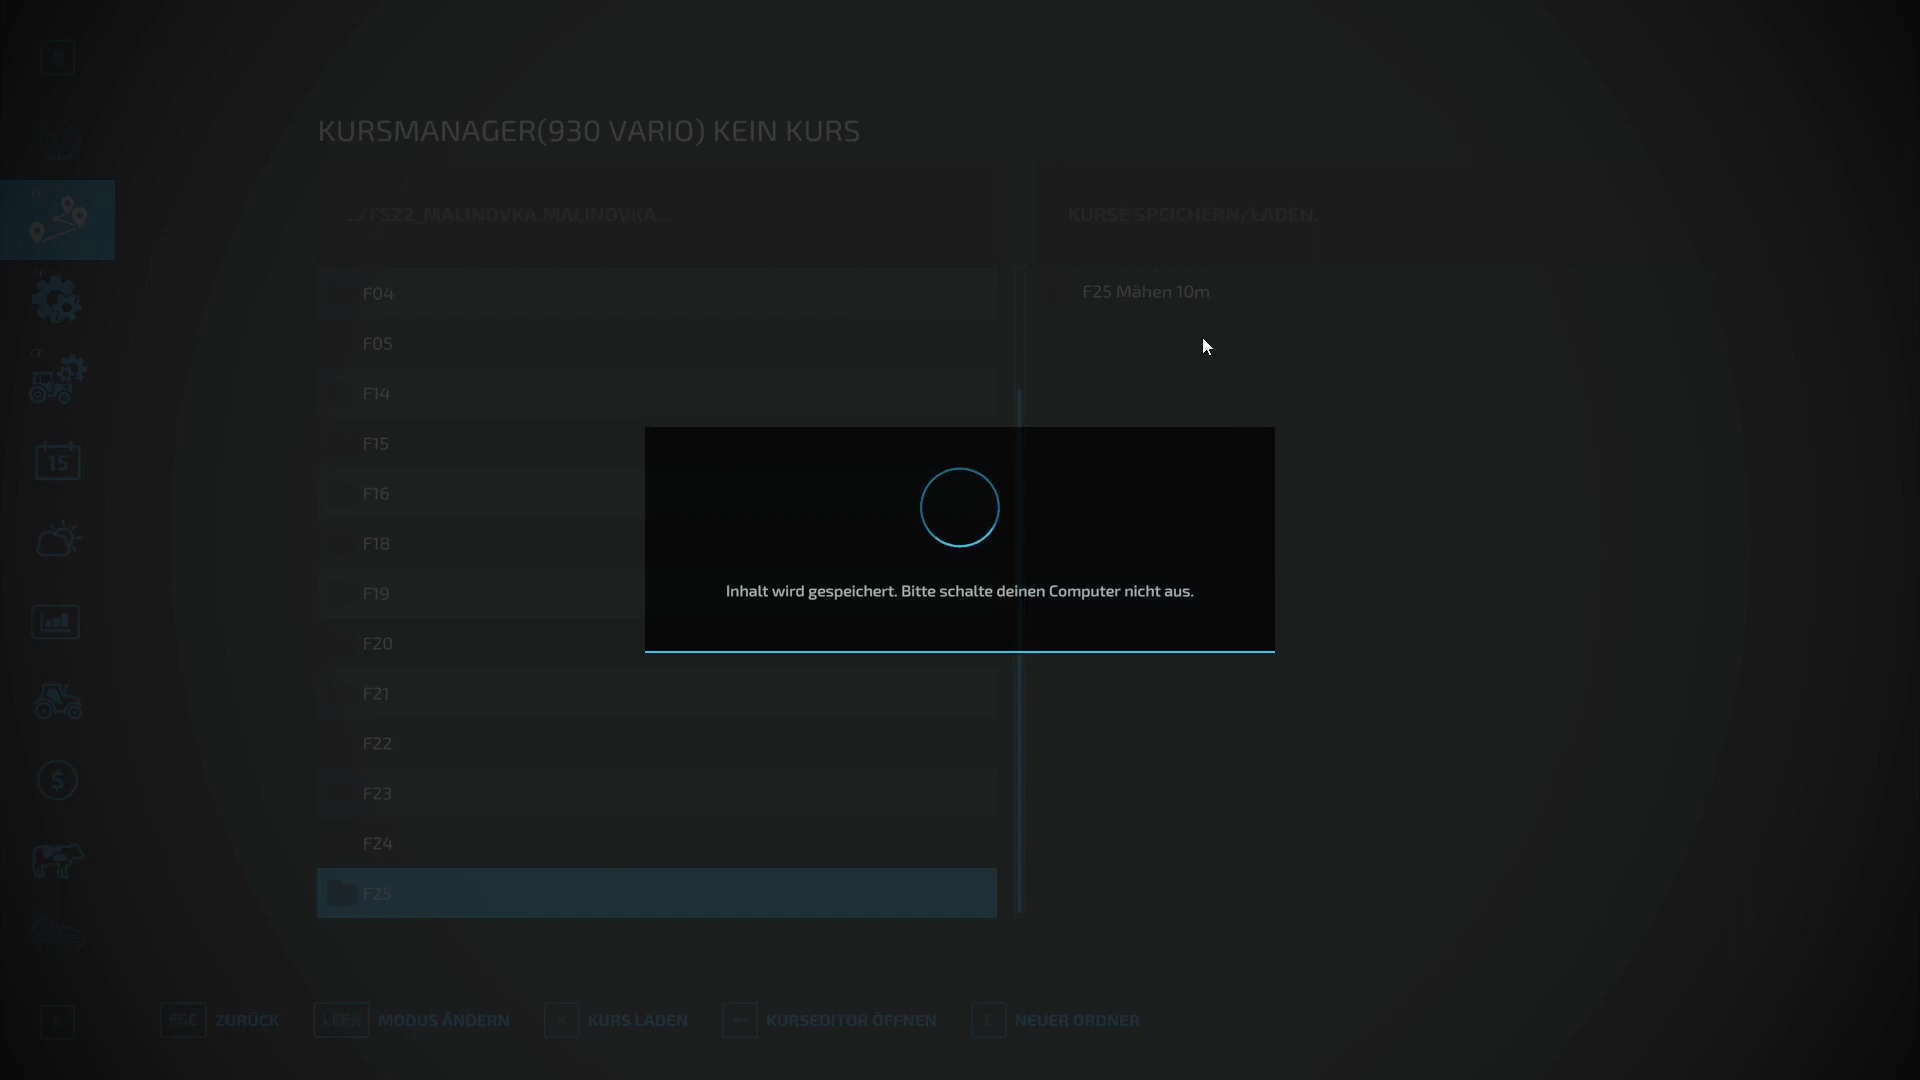 KURSMANAGER(930 VARIO) KEIN KURS
../FS22_MALINOVKA.MALINOVKA...
KURSE SPEICHERN/LADEN.
F04
F25 Mähen 10m
F05
F14
F15
F16
F18
F19
F20
F21
F22
F23
F24
F25
Inhalt wird gespeichert. Bitte schalte deinen Computer nicht aus.
15
$
ESC ZURÜCK
LEER MODUS ÄNDERN
KURS LADEN
KURSEDITOR ÖFFNEN
NEUER ORDNER